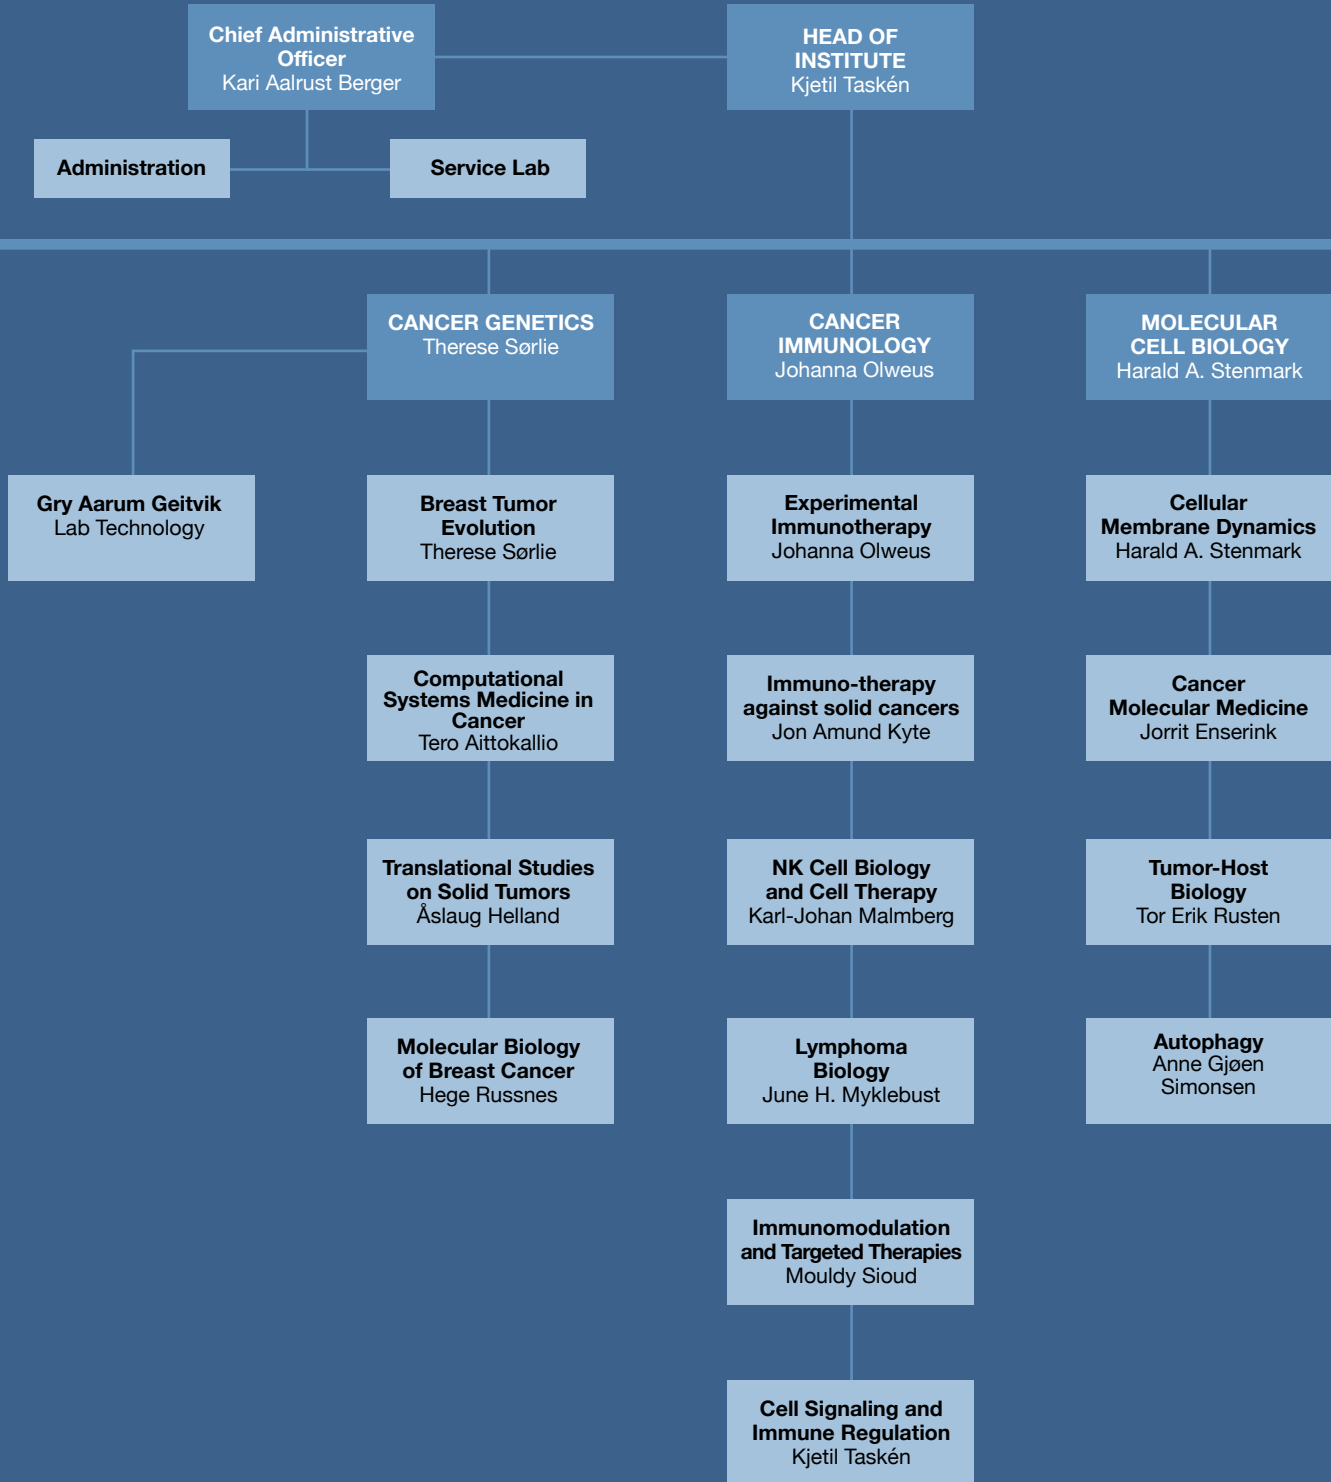 Chief Administrative
Officer
Kari Aalrust Berger
HEAD OF
INSTITUTE
Kjetil Taskén
Administration
Service Lab
CANCER GENETICS
Therese Sørlie
CANCER
IMMUNOLOGY
Johanna Olweus
MOLECULAR
CELL BIOLOGY
Harald A. Stenmark
Gry Aarum Geitvik
Lab Technology
Breast Tumor
Evolution
Therese Sørlie
Experimental
Immunotherapy
Johanna Olweus
Cellular
Membrane Dynamics
Harald A. Stenmark
Computational
Systems Medicine in
Cancer
Tero Aittokallio
Immuno-therapy
against solid cancers
Jon Amund Kyte
Cancer
Molecular Medicine
Jorrit Enserink
Translational Studies
on Solid Tumors
Åslaug Helland
NK Cell Biology
and Cell Therapy
Karl-Johan Malmberg
Tumor-Host
Biology
Tor Erik Rusten
Molecular Biology
of Breast Cancer
Hege Russnes
Lymphoma
Biology
June H. Myklebust
Autophagy
Anne Gjøen
Simonsen
Immunomodulation
and Targeted Therapies
Mouldy Sioud
Cell Signaling and
Immune Regulation
Kjetil Taskén